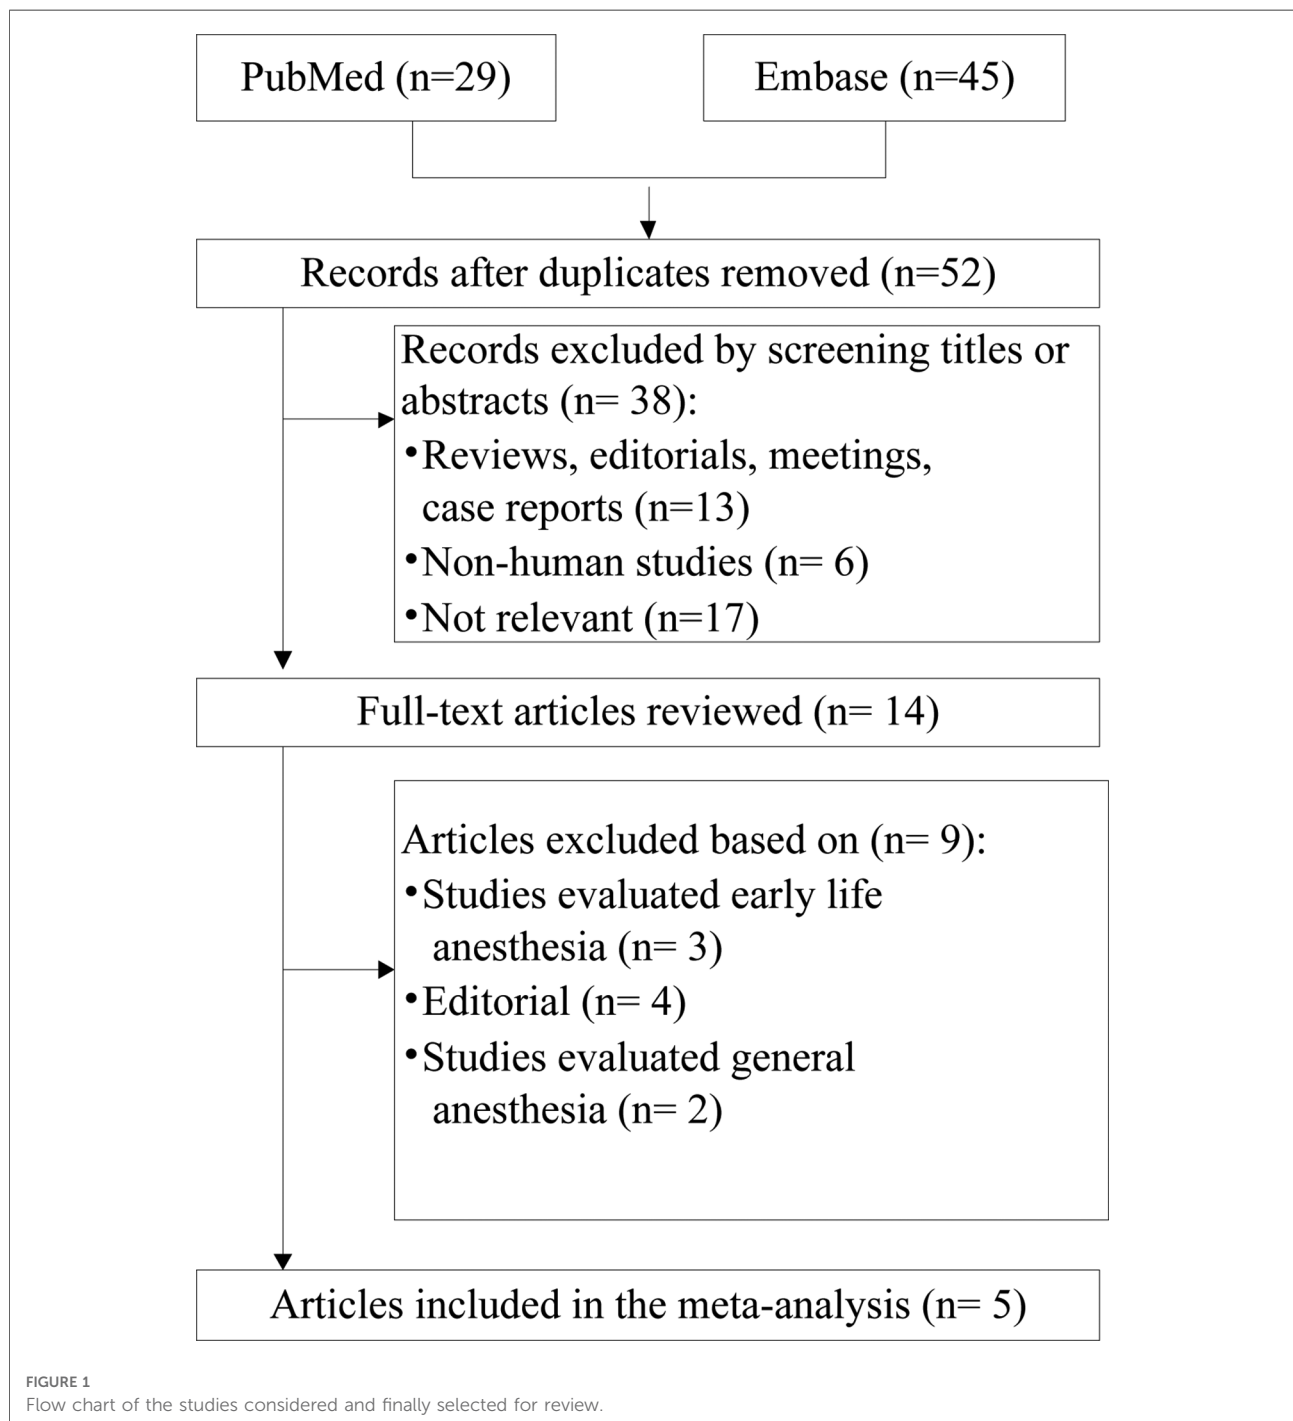 PubMed (n=29)
Embase (n=45)
Records after duplicates removed (n=52)
Records excluded by screening titles or
abstracts (n= 38):
•Reviews, editorials, meetings,
case reports (n=13)
•Non-human studies (n= 6)
•Not relevant (n=17)
Full-text articles reviewed (n= 14)
Articles excluded based on (n= 9):
•Studies evaluated early life
anesthesia (n= 3)
•Editorial (n= 4)
•Studies evaluated general
anesthesia (n= 2)
Articles included in the meta-analysis (n= 5)
FIGURE 1
Flow chart of the studies considered and finally selected for review.